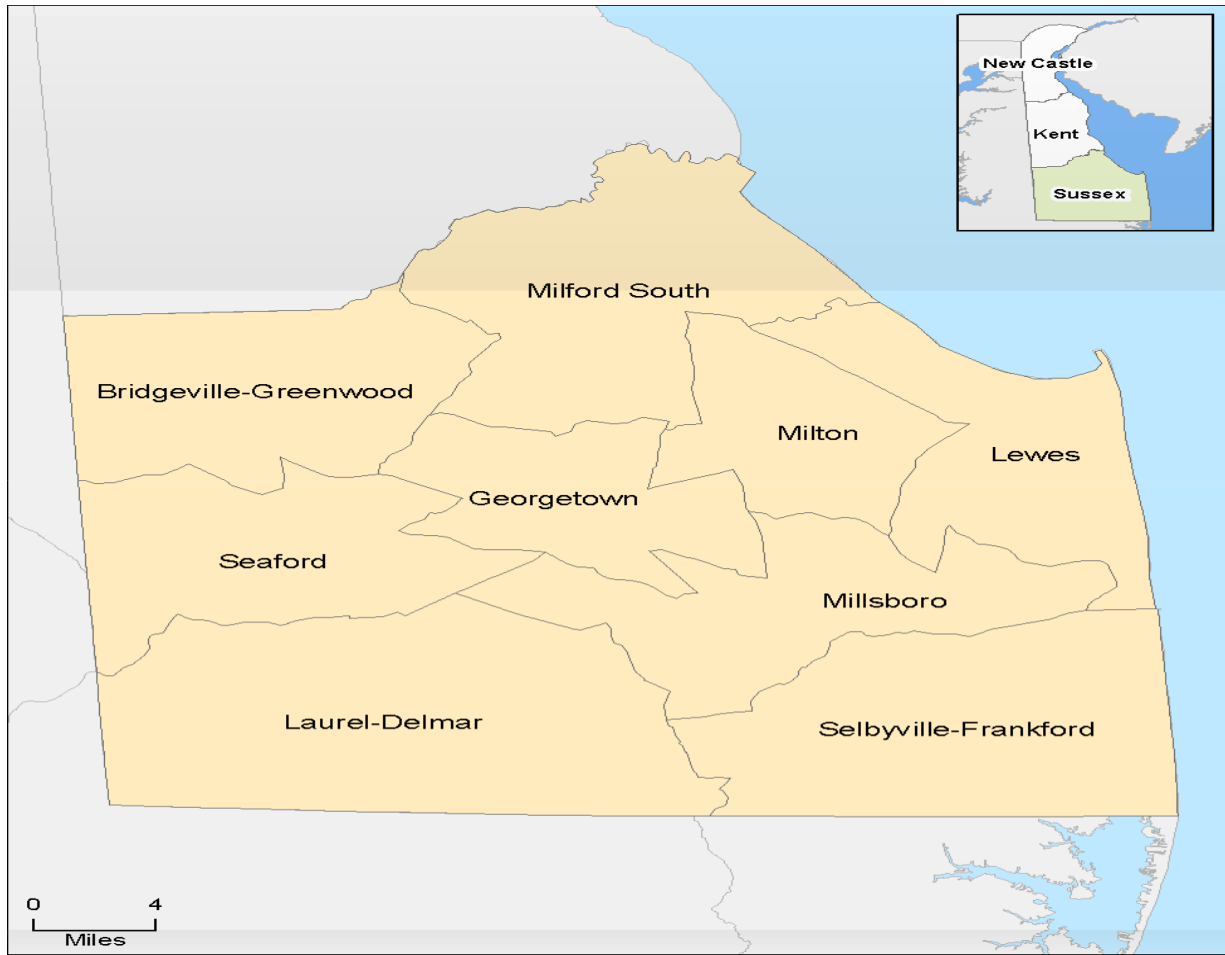 New Castle
Kent
Sussex
Milford South
Bridgeville-Greenwood
Milton
Lewes
Georgetown
Seaford
Millsboro
Laurel-Delmar
Selbyville-Frankford
0 4
Miles